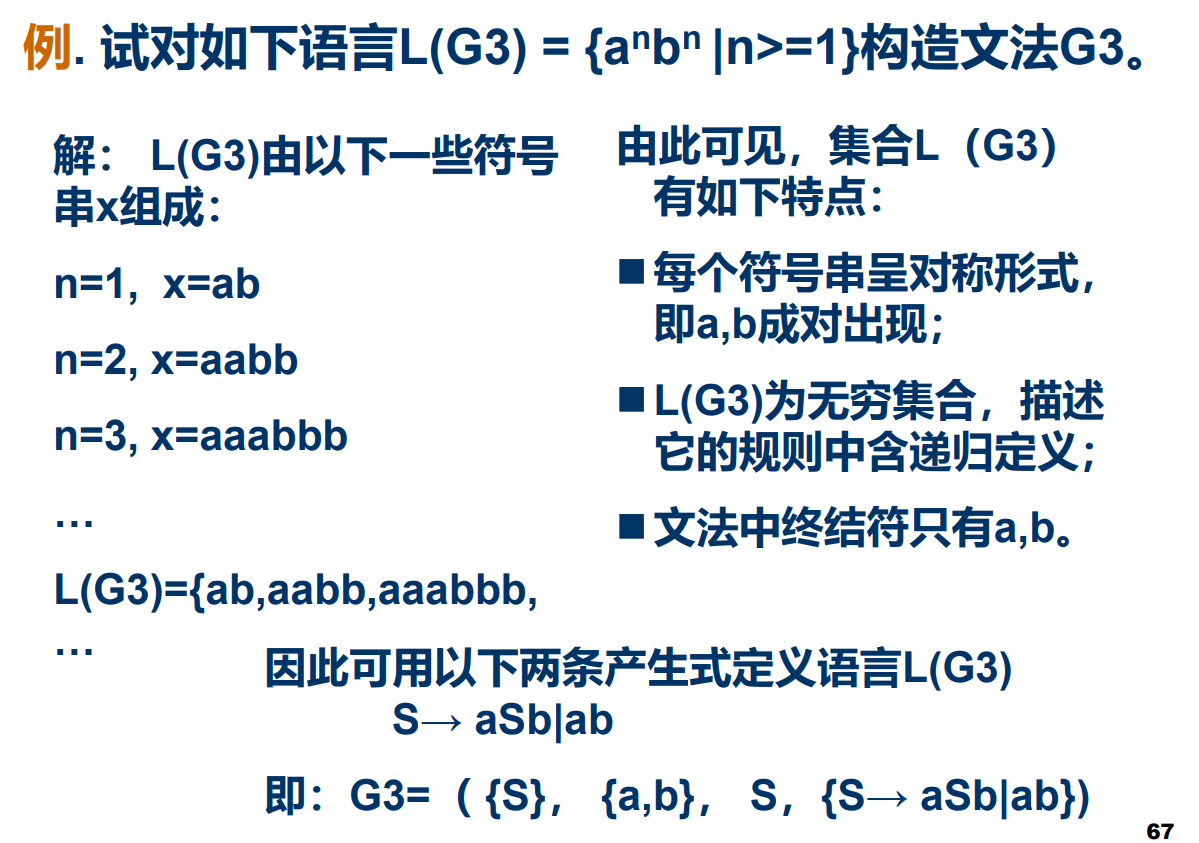 例. 试对如下语言L(G3) = {aⁿbⁿ |n>=1}构造文法G3。
解： L(G3)由以下一些符号
串x组成：
n=1, x=ab
n=2, x=aabb
n=3, x=aaabbb
…
L(G3)={ab,aabb,aaabbb,
…
由此可见，集合L（G3）
有如下特点：
■ 每个符号串呈对称形式，
即a,b成对出现；
■ L(G3)为无穷集合，描述
它的规则中含递归定义；
■ 文法中终结符只有a,b。
因此可用以下两条产生式定义语言L(G3)
S→ aSb|ab
即：G3=（ {S}， {a,b}， S，{S→ aSb|ab})
67